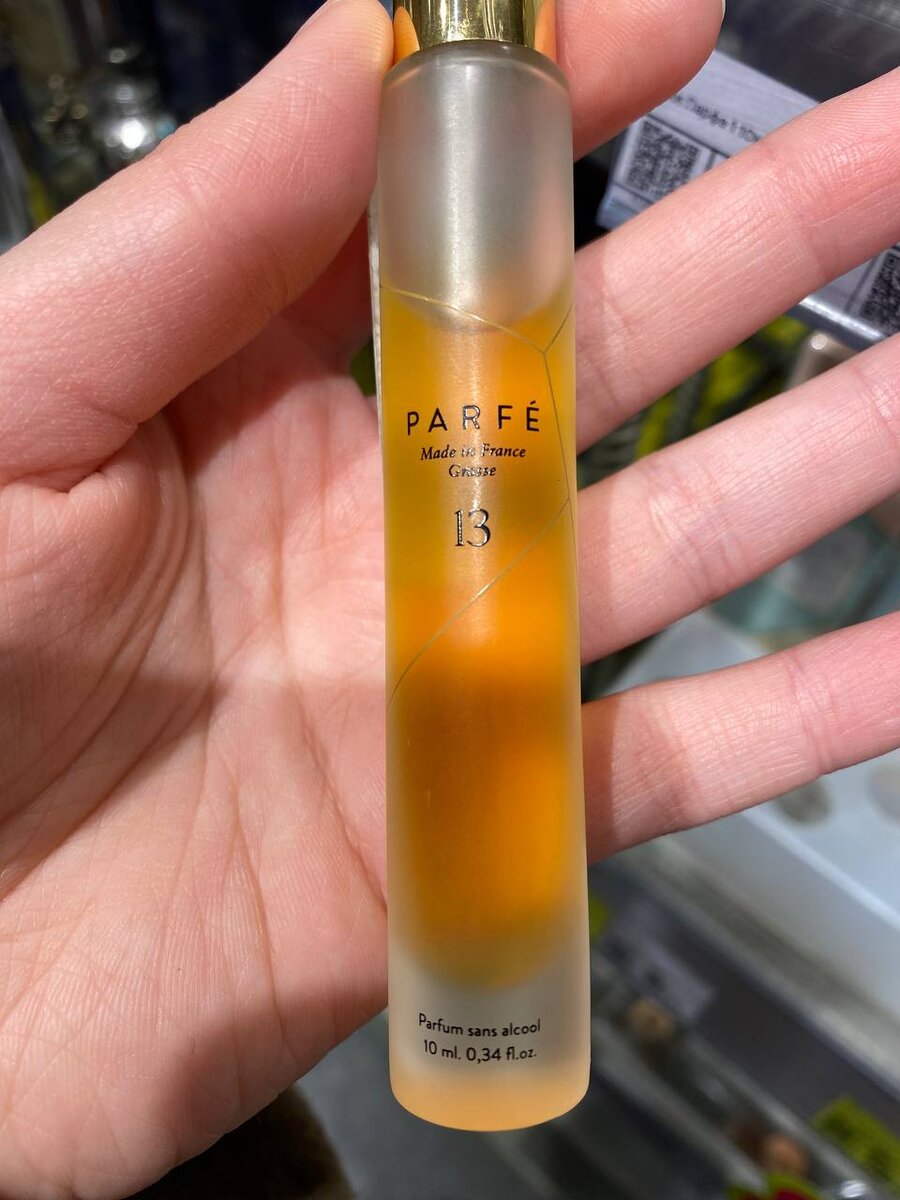 PARFÉ
Made in France
Grasse
13
Parfum sans alcool
10 ml. 0,34 fl.oz.